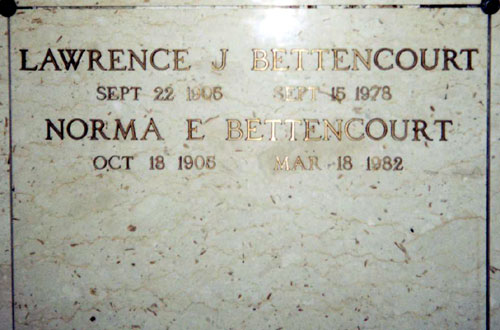 LAWRENCE J BETTENCOURT
SEPT 22 1905 SEPT 15 1978
NORMA E BETTENCOURT
OCT 18 1905 MAR 18 1982